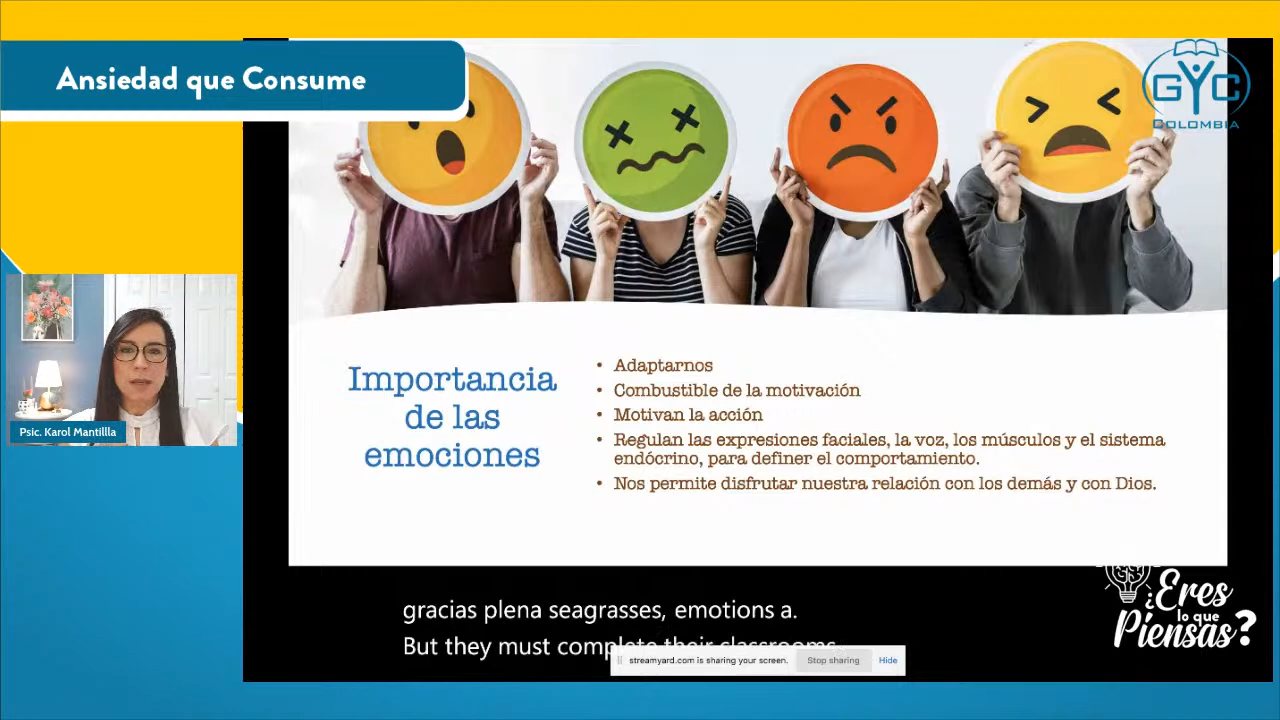 Ansiedad que Consume
GYC
COLOMBIA
Importancia
de las
emociones
• Adaptarnos
• Combustible de la motivación
• Motivan la acción
• Regulan las expresiones faciales, la voz, los músculos y el sistema
endócrino, para definer el comportamiento.
• Nos permite disfrutar nuestra relación con los demás y con Dios.
Psic. Karol Mantillla
gracias plena seagrasses, emotions a.
But they must complete their classrooms.
streamyard.com is sharing your screen.
Stop sharing
Hide
¿Eres
lo que
Piensas?